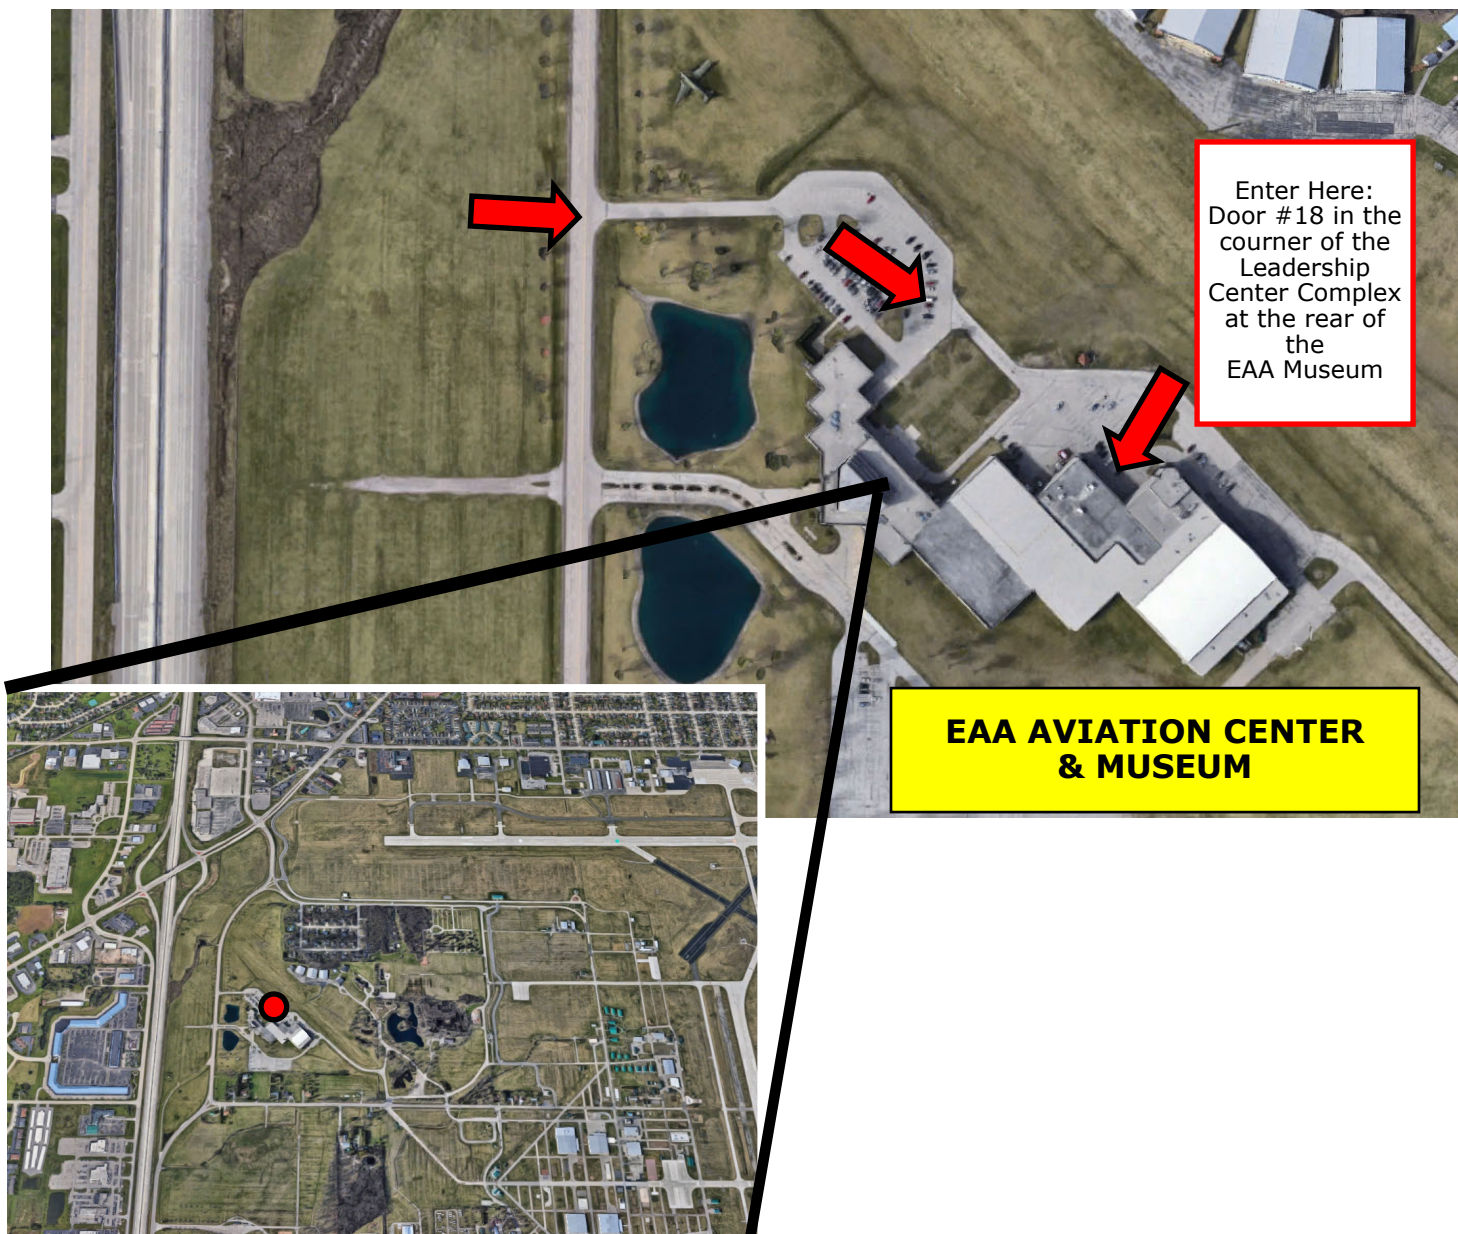 Enter Here:
Door #18 in the
courner of the
Leadership
Center Complex
at the rear of
the
EAA Museum
EAA AVIATION CENTER
& MUSEUM